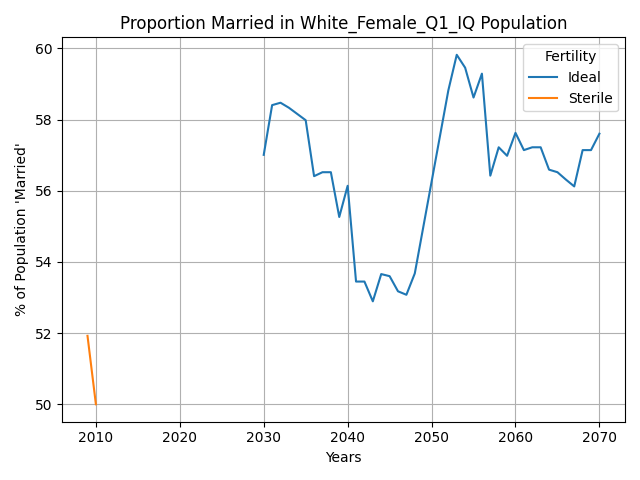 Proportion Married in White_Female_Q1_IQ Population
% of Population 'Married'
60
58
56
54
52
50
Fertility
Ideal
Sterile
2010 2020 2030 2040 2050 2060 2070
Years